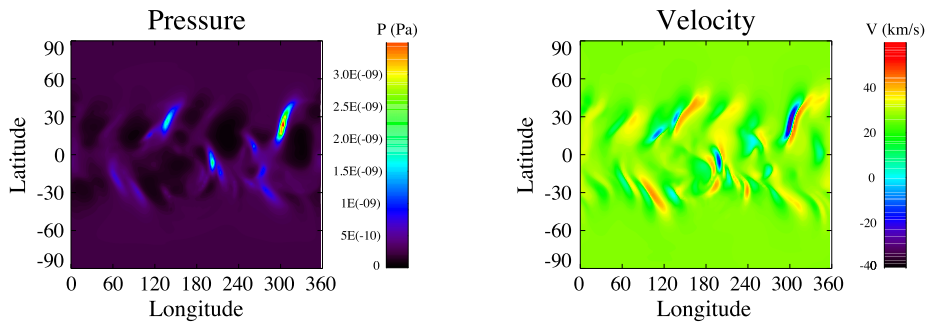 Pressure
P (Pa)
90
60
30
0
-30
-60
-90
Latitude
0 60 120 180 240 300 360
Longitude
3.0E(-09)
2.5E(-09)
2.0E(-09)
1.5E(-09)
1E(-09)
5E(-10)
0
Velocity
V (km/s)
90
60
30
0
-30
-60
-90
Latitude
0 60 120 180 240 300 360
Longitude
40
20
0
-20
-40